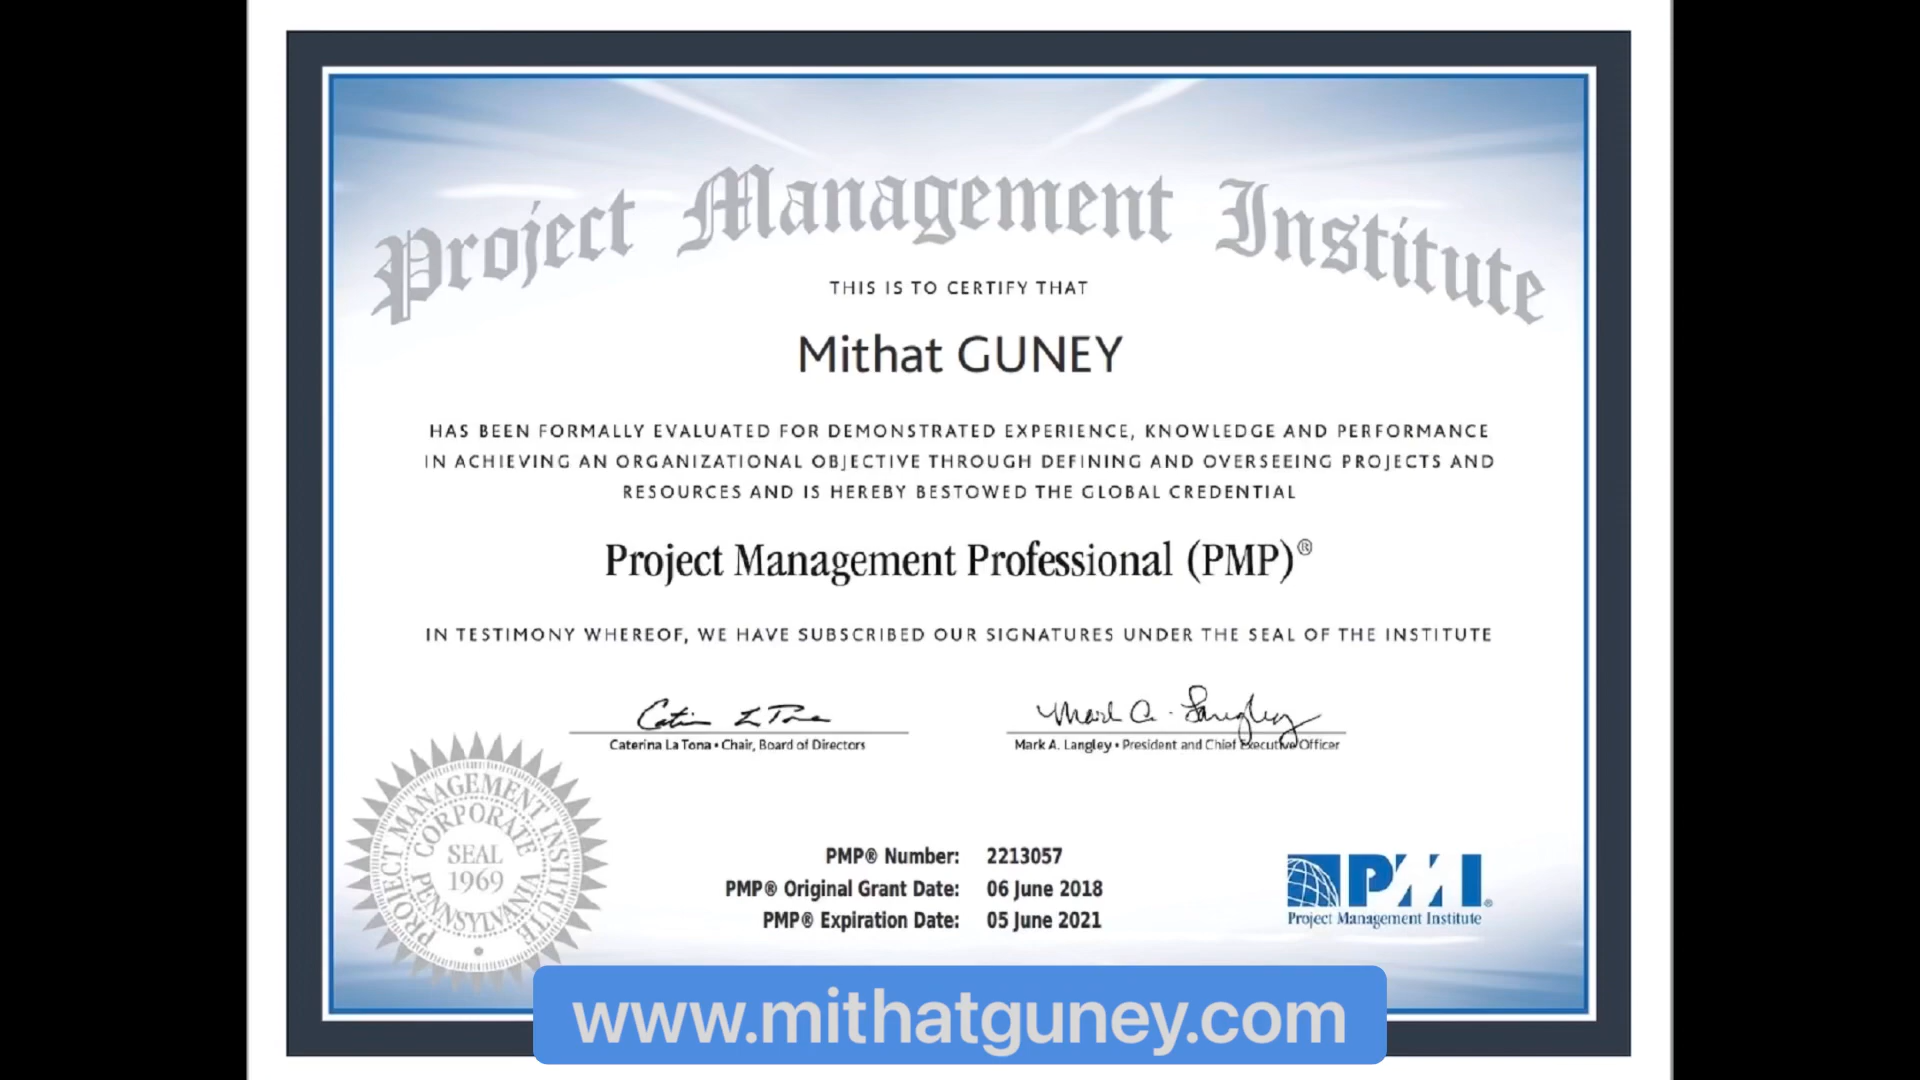 Project Management Institute
THIS IS TO CERTIFY THAT
Mithat GUNEY
HAS BEEN FORMALLY EVALUATED FOR DEMONSTRATED EXPERIENCE, KNOWLEDGE AND PERFORMANCE
IN ACHIEVING AN ORGANIZATIONAL OBJECTIVE THROUGH DEFINING AND OVERSEEING PROJECTS AND
RESOURCES AND IS HEREBY BESTOWED THE GLOBAL CREDENTIAL
Project Management Professional (PMP)®
IN TESTIMONY WHEREOF, WE HAVE SUBSCRIBED OUR SIGNATURES UNDER THE SEAL OF THE INSTITUTE
Mark A. Langley
Caterina La Tona • Chair, Board of Directors
Mark A. Langley • President and Chief Executive Officer
PROJECT MANAGEMENT INSTITUTE
CORPORATE
SEAL
1969
PENNSYLVANIA
PMP® Number: 2213057
PMP® Original Grant Date: 06 June 2018
PMP® Expiration Date: 05 June 2021
PMI®
Project Management Institute
www.mithatguney.com